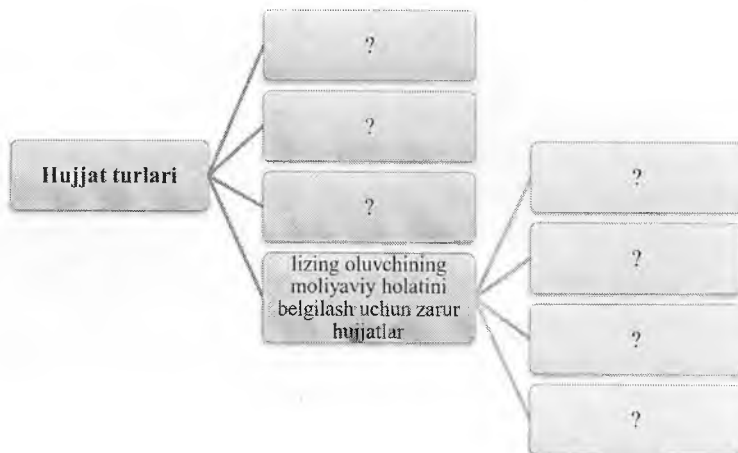 ?
?
Hujjat turlari
?
lizing oluvchining
moliyaviy holatini
belgilash uchun zarur
hujjatlar
?
?
?
?